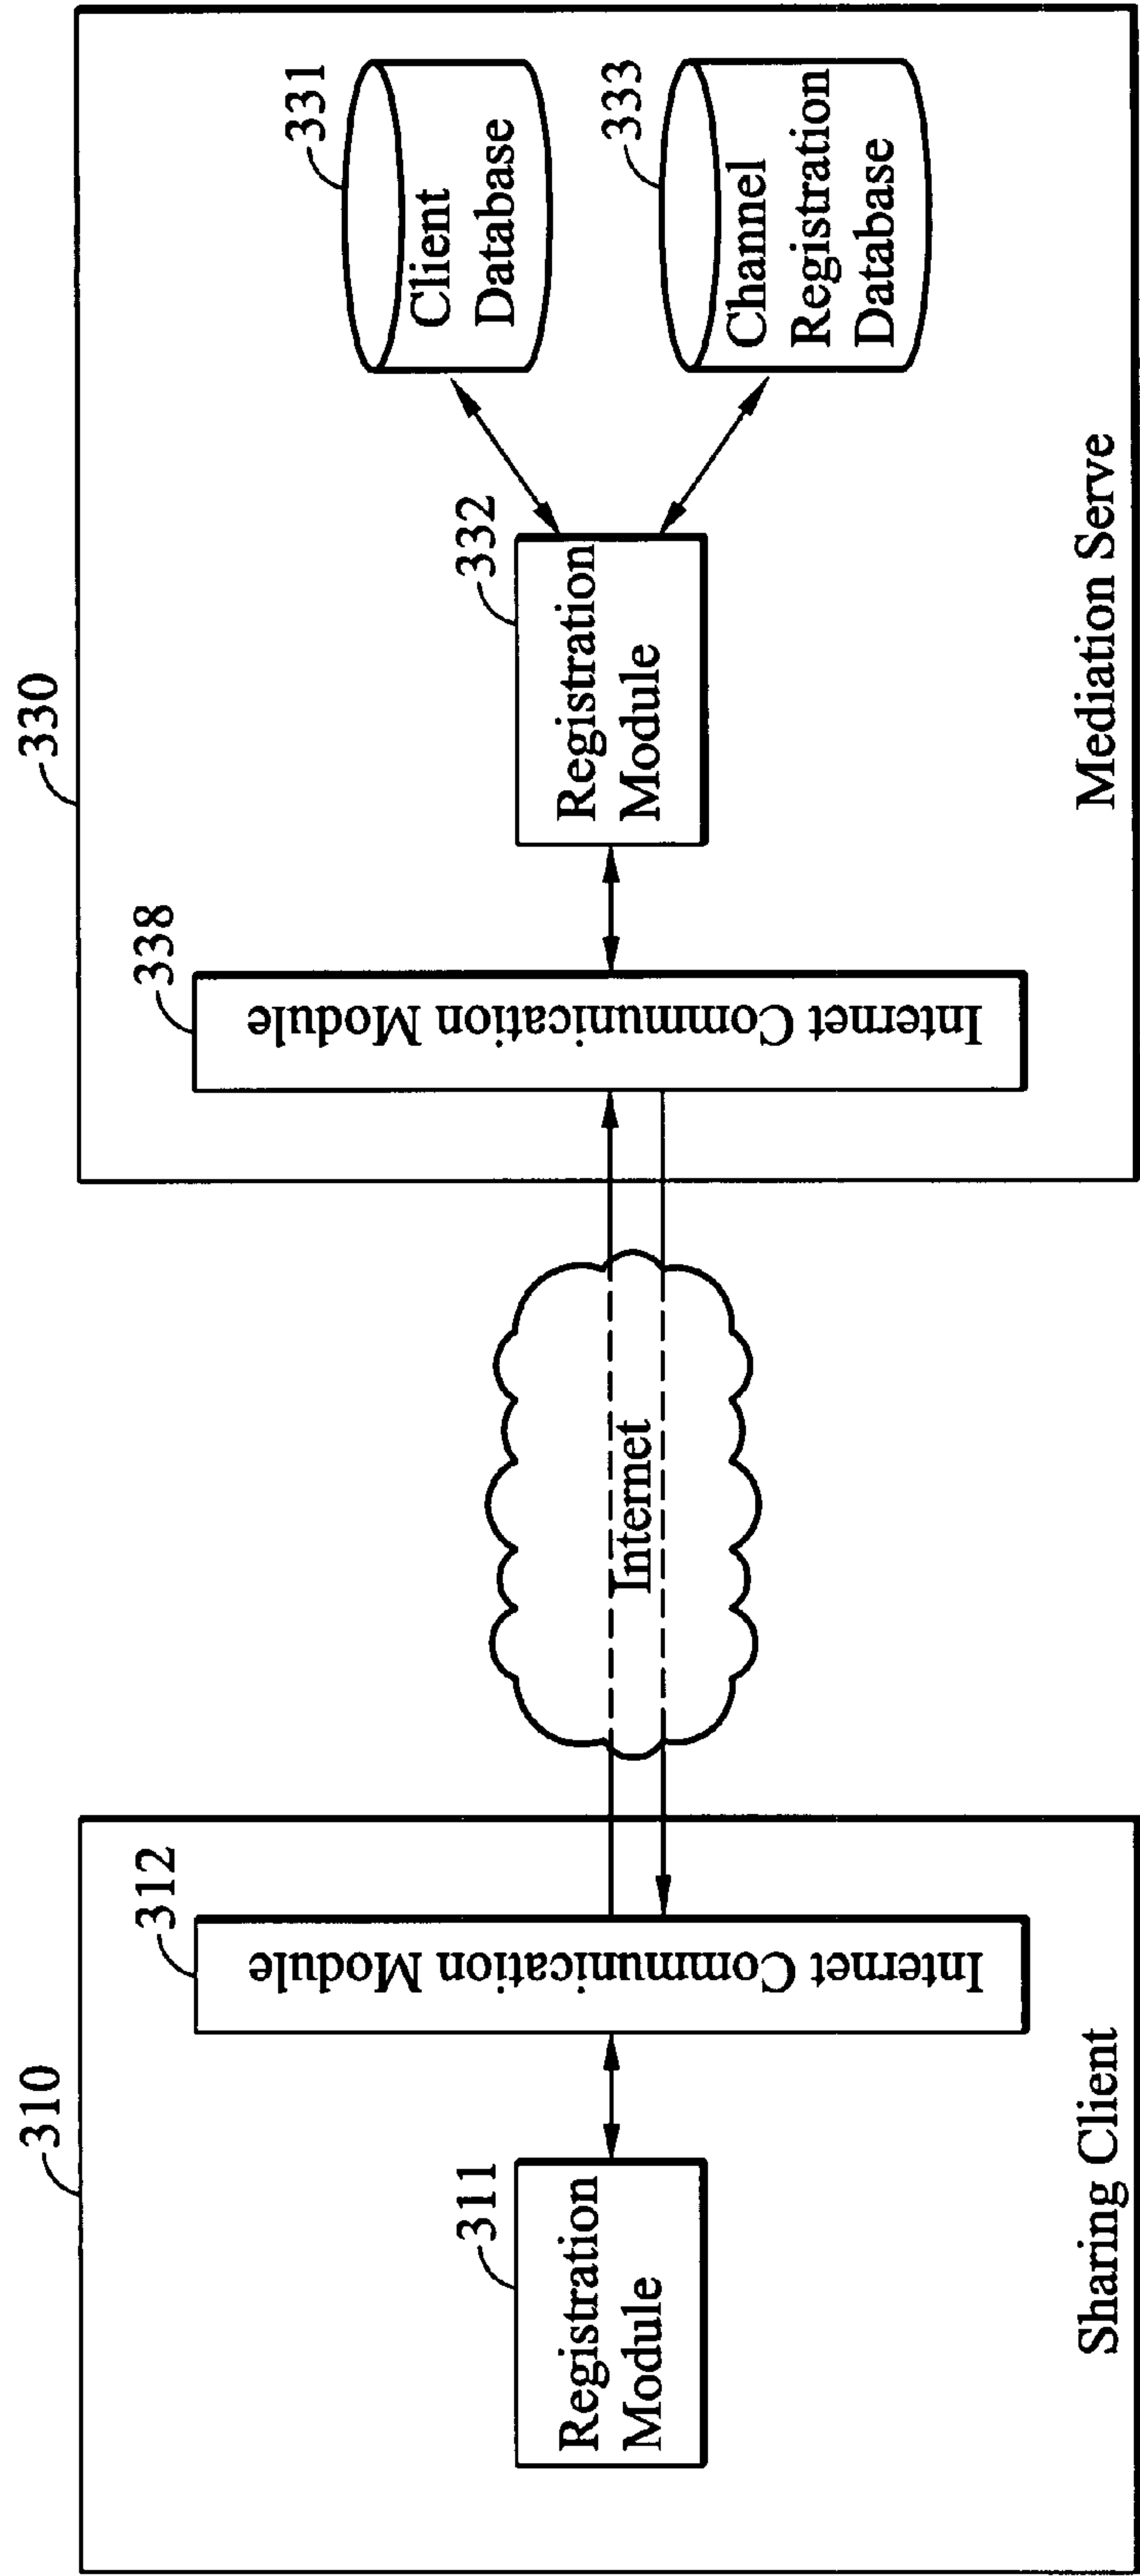 310
311
Registration
Module
312
Internet Communication Module
Sharing Client
Internet
330
338
Internet Communication Module
332
Registration
Module
331
Client
Database
333
Channel
Registration
Database
Mediation Serve